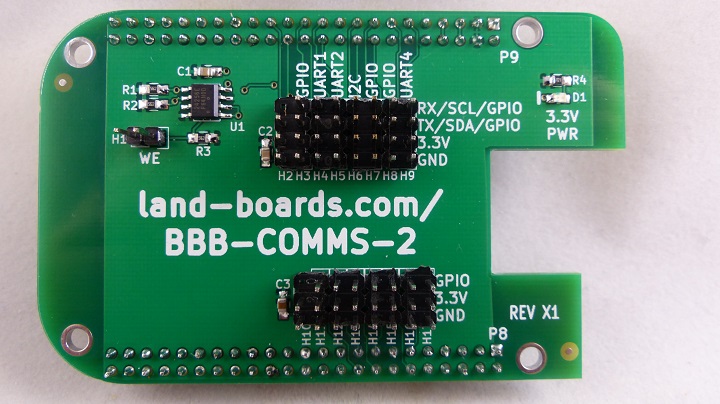 P9
GPIO
UART1
UART2
I2C
GPIO
GPIO
UART4
C1
R1
R2
U1
R4
D1
3.3V
PWR
RX/SCL/GPIO
TX/SDA/GPIO
3.3V
GND
H1
WE
R3
C2
H2 H3 H4 H5 H6 H7 H8 H9
land-boards.com/
BBB-COMMS-2
C3
GPIO
3.3V
GND
REV X1
P8